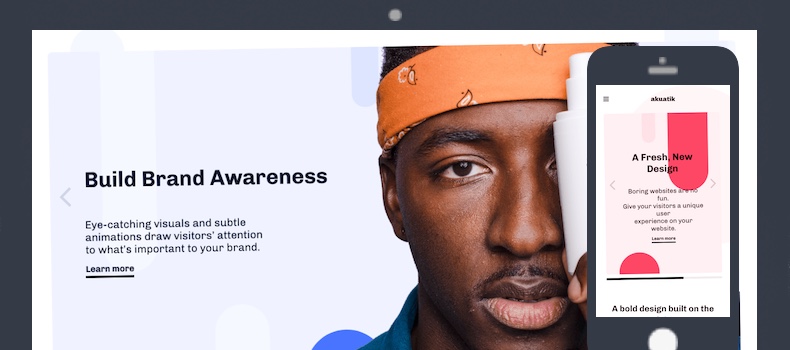 Build Brand Awareness
Eye-catching visuals and subtle
animations draw visitors’ attention
to what’s important to your brand.
Learn more
akuatik
A Fresh, New
Design
Boring websites are no
fun.
Give your visitors a unique
user
experience on your
website.
Learn more
A bold design built on the